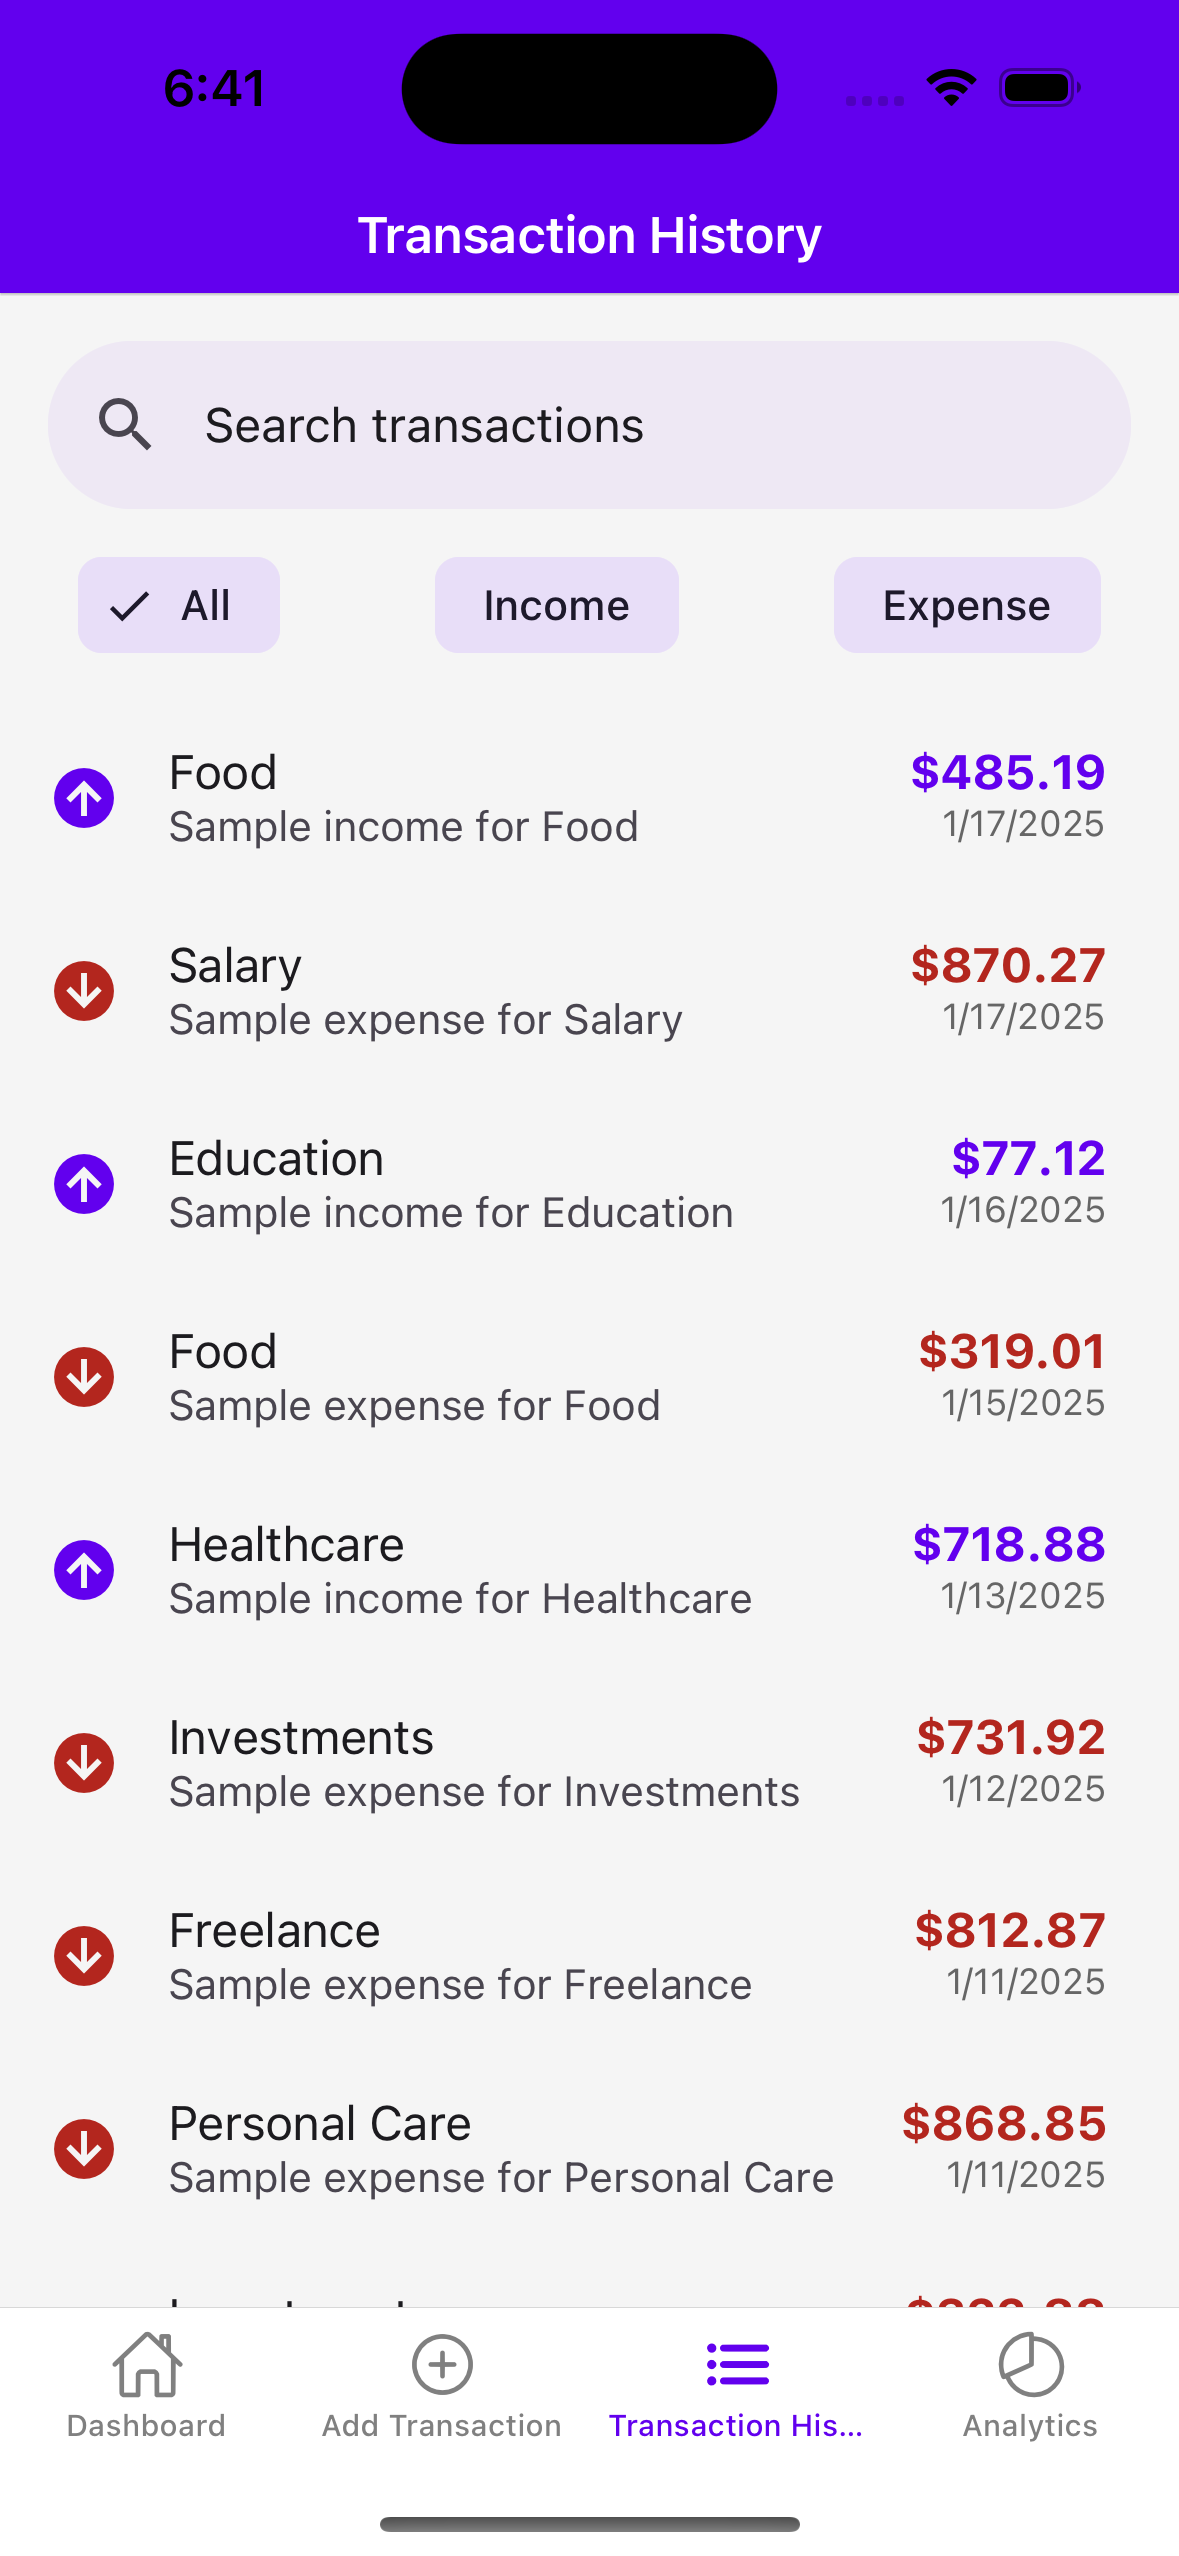 6:41
Transaction History
Search transactions
All
Income
Expense
Food
$485.19
Sample income for Food
1/17/2025
Salary
$870.27
Sample expense for Salary
1/17/2025
Education
$77.12
Sample income for Education
1/16/2025
Food
$319.01
Sample expense for Food
1/15/2025
Healthcare
$718.88
Sample income for Healthcare
1/13/2025
Investments
$731.92
Sample expense for Investments
1/12/2025
Freelance
$812.87
Sample expense for Freelance
1/11/2025
Personal Care
$868.85
Sample expense for Personal Care
1/11/2025
Dashboard
Add Transaction
Transaction His...
Analytics